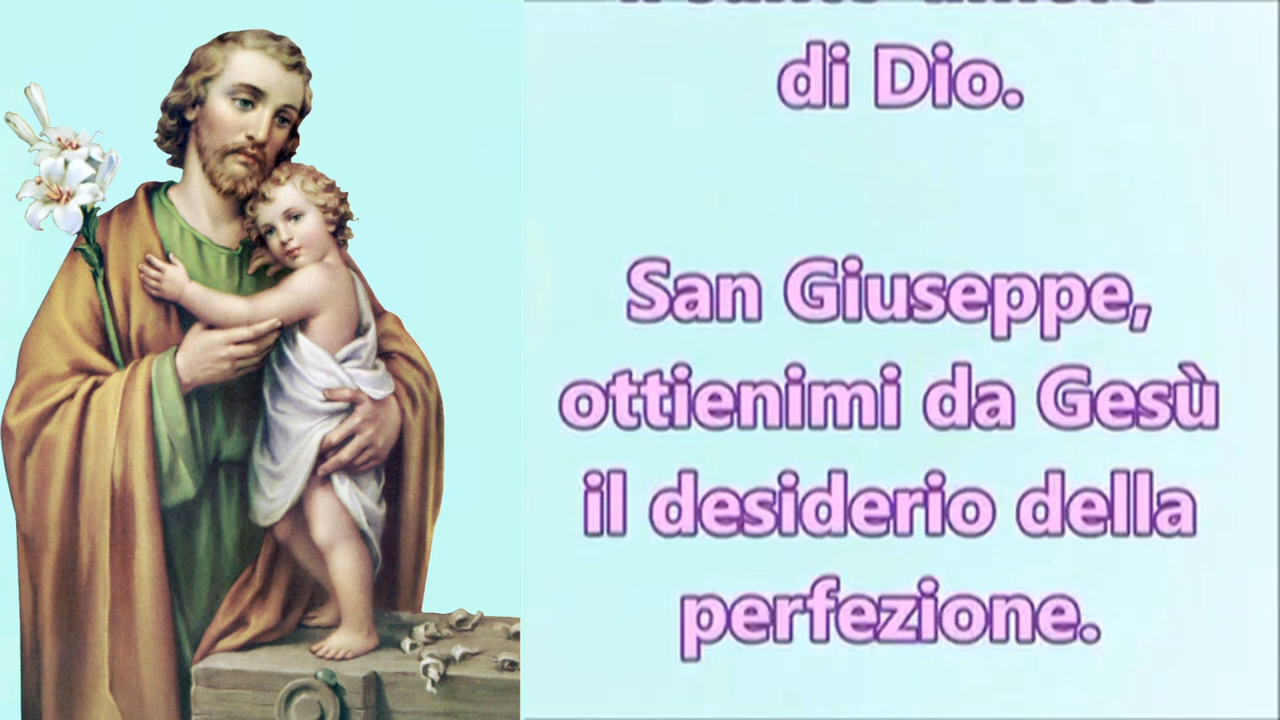 di Dio.
San Giuseppe,
ottienimi da Gesù
il desiderio della
perfezione.